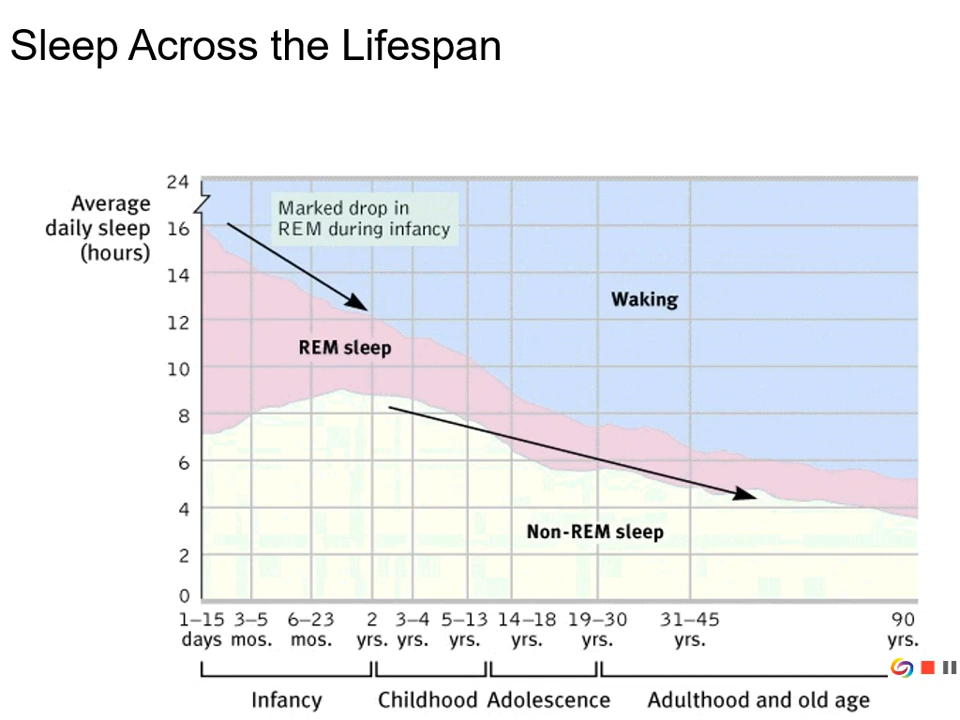 Sleep Across the Lifespan
24
Average
daily sleep
(hours)
16
14
12
10
8
6
4
2
0
Marked drop in
REM during infancy
Waking
REM sleep
Non-REM sleep
1–15 days
3–5 mos.
6–23 mos.
2 yrs.
3–4 yrs.
5–13 yrs.
14–18 yrs.
19–30 yrs.
31–45 yrs.
90 yrs.
Infancy
Childhood
Adolescence
Adulthood and old age